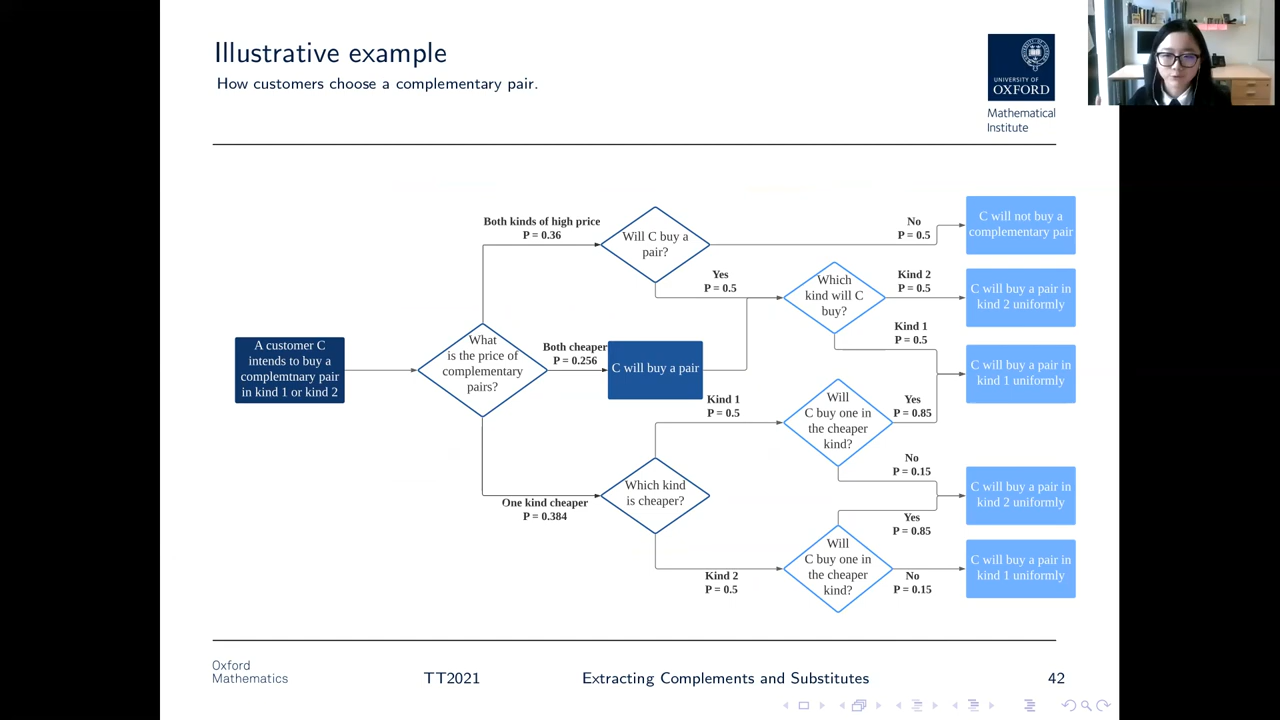 Illustrative example
How customers choose a complementary pair.
UNIVERSITY OF
OXFORD
Mathematical
Institute
Both kinds of high price
P = 0.36
Will C buy a
pair?
No
P = 0.5
C will not buy a
complementary pair
Yes
P = 0.5
Which
kind will C
buy?
Kind 2
P = 0.5
C will buy a pair in
kind 2 uniformly
Kind 1
P = 0.5
C will buy a pair in
kind 1 uniformly
A customer C
intends to buy a
complemtnary pair
in kind 1 or kind 2
What
is the price of
complementary
pairs?
Both cheaper
P = 0.256
C will buy a pair
Kind 1
P = 0.5
Will
C buy one in
the cheaper
kind?
Yes
P = 0.85
No
P = 0.15
C will buy a pair in
kind 2 uniformly
One kind cheaper
P = 0.384
Which kind
is cheaper?
Kind 2
P = 0.5
Will
C buy one in
the cheaper
kind?
Yes
P = 0.85
No
P = 0.15
C will buy a pair in
kind 1 uniformly
Oxford
Mathematics
TT2021
Extracting Complements and Substitutes
42